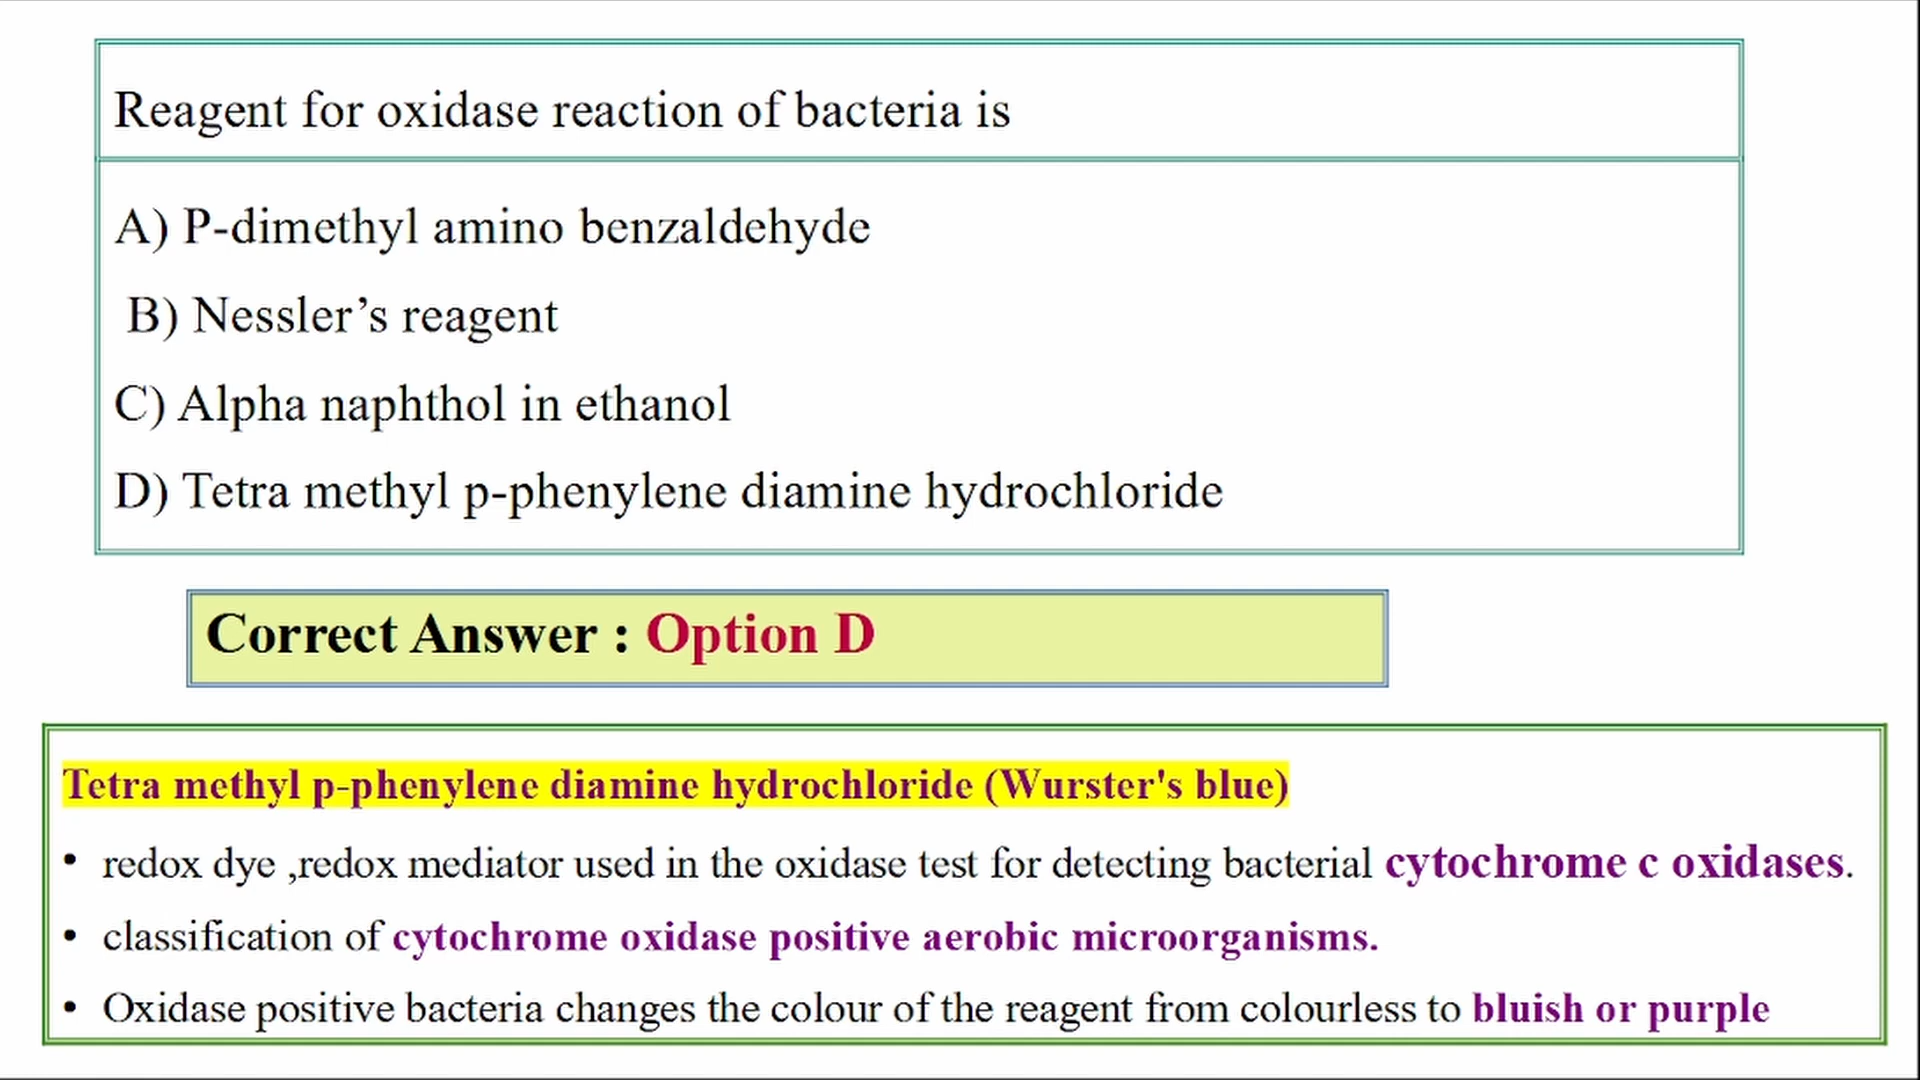 Reagent for oxidase reaction of bacteria is
A) P-dimethyl amino benzaldehyde
B) Nessler’s reagent
C) Alpha naphthol in ethanol
D) Tetra methyl p-phenylene diamine hydrochloride
Correct Answer : Option D
Tetra methyl p-phenylene diamine hydrochloride (Wurster's blue)
• redox dye ,redox mediator used in the oxidase test for detecting bacterial cytochrome c oxidases.
• classification of cytochrome oxidase positive aerobic microorganisms.
• Oxidase positive bacteria changes the colour of the reagent from colourless to bluish or purple